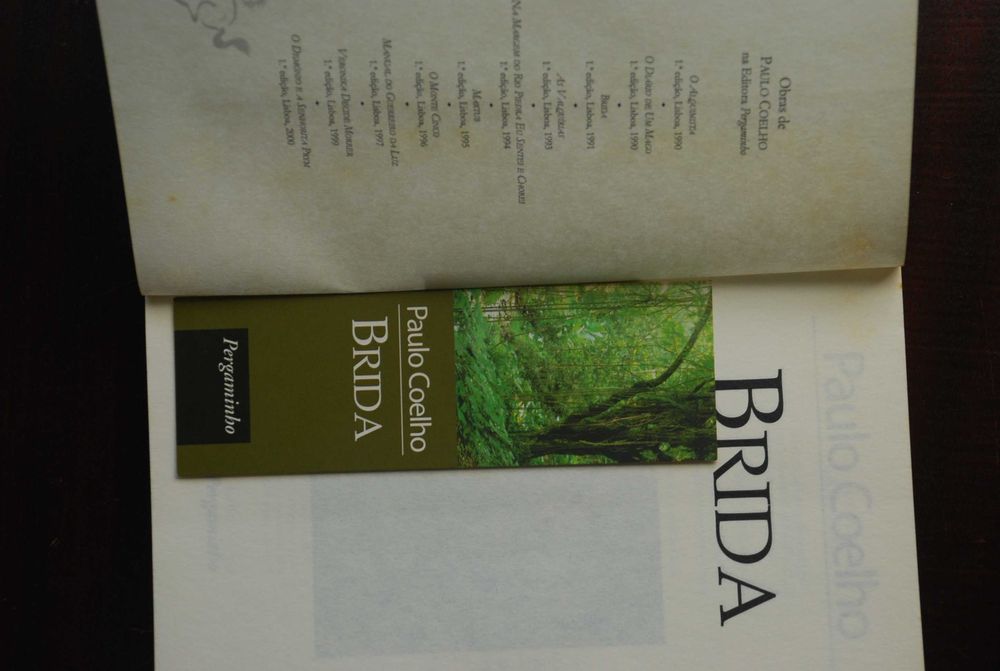 Obras de
PAULO COELHO
na Editora Pergaminho
O ALQUIMISTA
1.ª edição, Lisboa, 1990
•
O DIÁRIO DE UM MAGO
1.ª edição, Lisboa, 1990
•
BRIDA
1.ª edição, Lisboa, 1991
•
AS VALQUÍRIAS
1.ª edição, Lisboa, 1993
•
NA MARGEM DO RIO PIEDRA EU SENTEI E CHOREI
1.ª edição, Lisboa, 1994
•
MAKTUB
1.ª edição, Lisboa, 1995
•
O MONTE CINCO
1.ª edição, Lisboa, 1996
•
MANUAL DO GUERREIRO DA LUZ
1.ª edição, Lisboa, 1997
•
VERONIKA DECIDE MORRER
1.ª edição, Lisboa, 1999
•
O DEMÓNIO E A SENHORITA PRYM
1.ª edição, Lisboa, 2000
Paulo Coelho
BRIDA
Paulo Coelho
BRIDA
Pergaminho